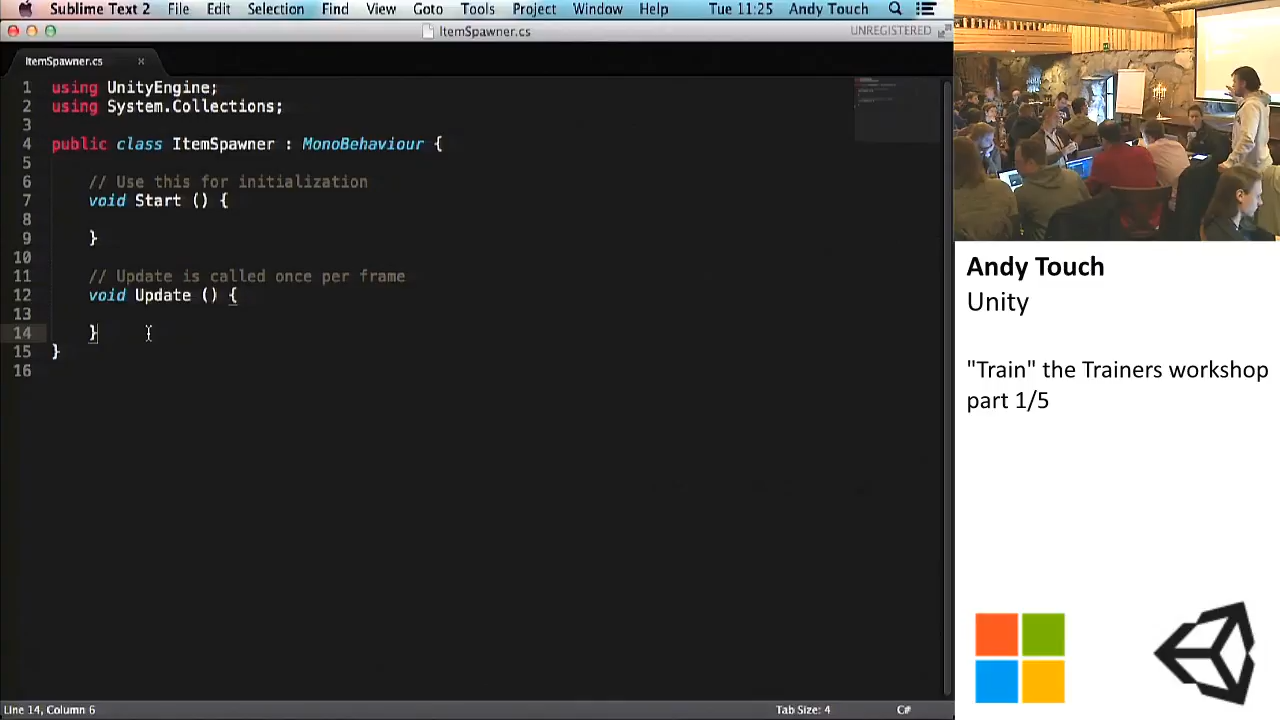 Sublime Text 2 File Edit Selection Find View Goto Tools Project Window Help Tue 11:25 Andy Touch
ItemSpawner.cs UNREGISTERED
ItemSpawner.cs ×
1 using UnityEngine;
2 using System.Collections;
3
4 public class ItemSpawner : MonoBehaviour {
5
6 // Use this for initialization
7 void Start () {
8
9 }
10
11 // Update is called once per frame
12 void Update () {
13
14 }
15 }
16
Line 14, Column 6 Tab Size: 4 C#
Andy Touch
Unity
"Train" the Trainers workshop
part 1/5